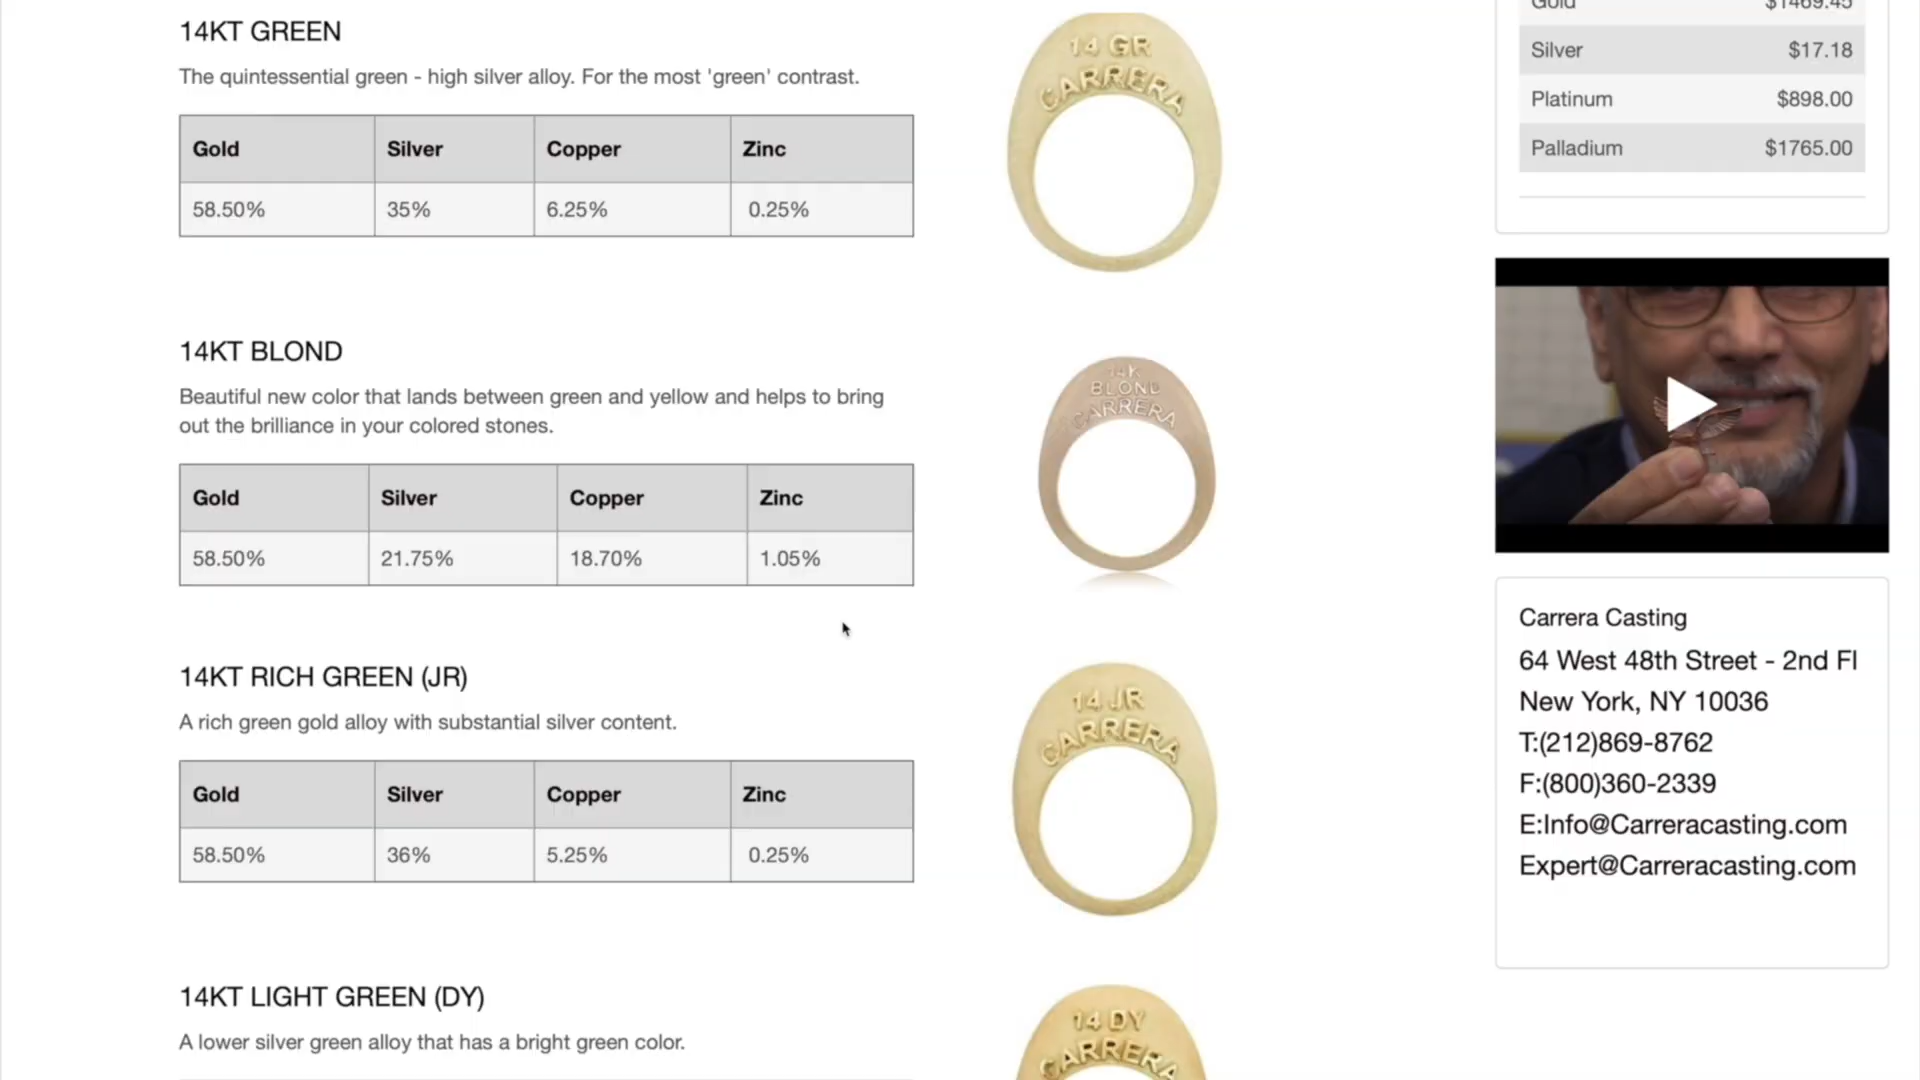 14KT GREEN
The quintessential green - high silver alloy. For the most 'green' contrast.
Gold Silver Copper Zinc
58.50% 35% 6.25% 0.25%
14 GR
CARRERA
14KT BLOND
Beautiful new color that lands between green and yellow and helps to bring
out the brilliance in your colored stones.
Gold Silver Copper Zinc
58.50% 21.75% 18.70% 1.05%
14K
BLOND
CARRERA
14KT RICH GREEN (JR)
A rich green gold alloy with substantial silver content.
Gold Silver Copper Zinc
58.50% 36% 5.25% 0.25%
14 JR
CARRERA
14KT LIGHT GREEN (DY)
A lower silver green alloy that has a bright green color.
14 DY
CARRERA
Gold $1469.45
Silver $17.18
Platinum $898.00
Palladium $1765.00
Carrera Casting
64 West 48th Street - 2nd Fl
New York, NY 10036
T:(212)869-8762
F:(800)360-2339
E:Info@Carreracasting.com
Expert@Carreracasting.com